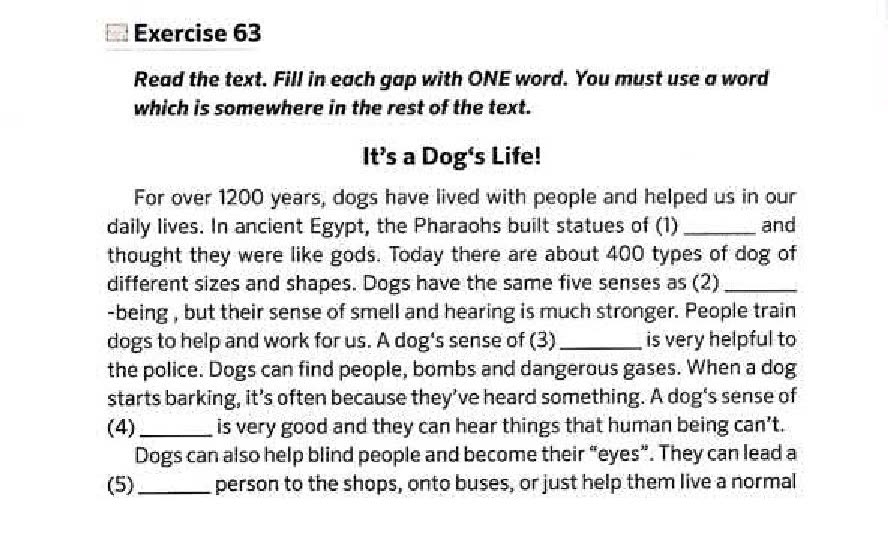 Exercise 63
Read the text. Fill in each gap with ONE word. You must use a word
which is somewhere in the rest of the text.
It's a Dog‘s Life!
For over 1200 years, dogs have lived with people and helped us in our
daily lives. In ancient Egypt, the Pharaohs built statues of (1) ______ and
thought they were like gods. Today there are about 400 types of dog of
different sizes and shapes. Dogs have the same five senses as (2) ______
-being , but their sense of smell and hearing is much stronger. People train
dogs to help and work for us. A dog‘s sense of (3) ______ is very helpful to
the police. Dogs can find people, bombs and dangerous gases. When a dog
starts barking, it‘s often because they‘ve heard something. A dog‘s sense of
(4) ______ is very good and they can hear things that human being can‘t.
Dogs can also help blind people and become their “eyes”. They can lead a
(5) ______ person to the shops, onto buses, or just help them live a normal